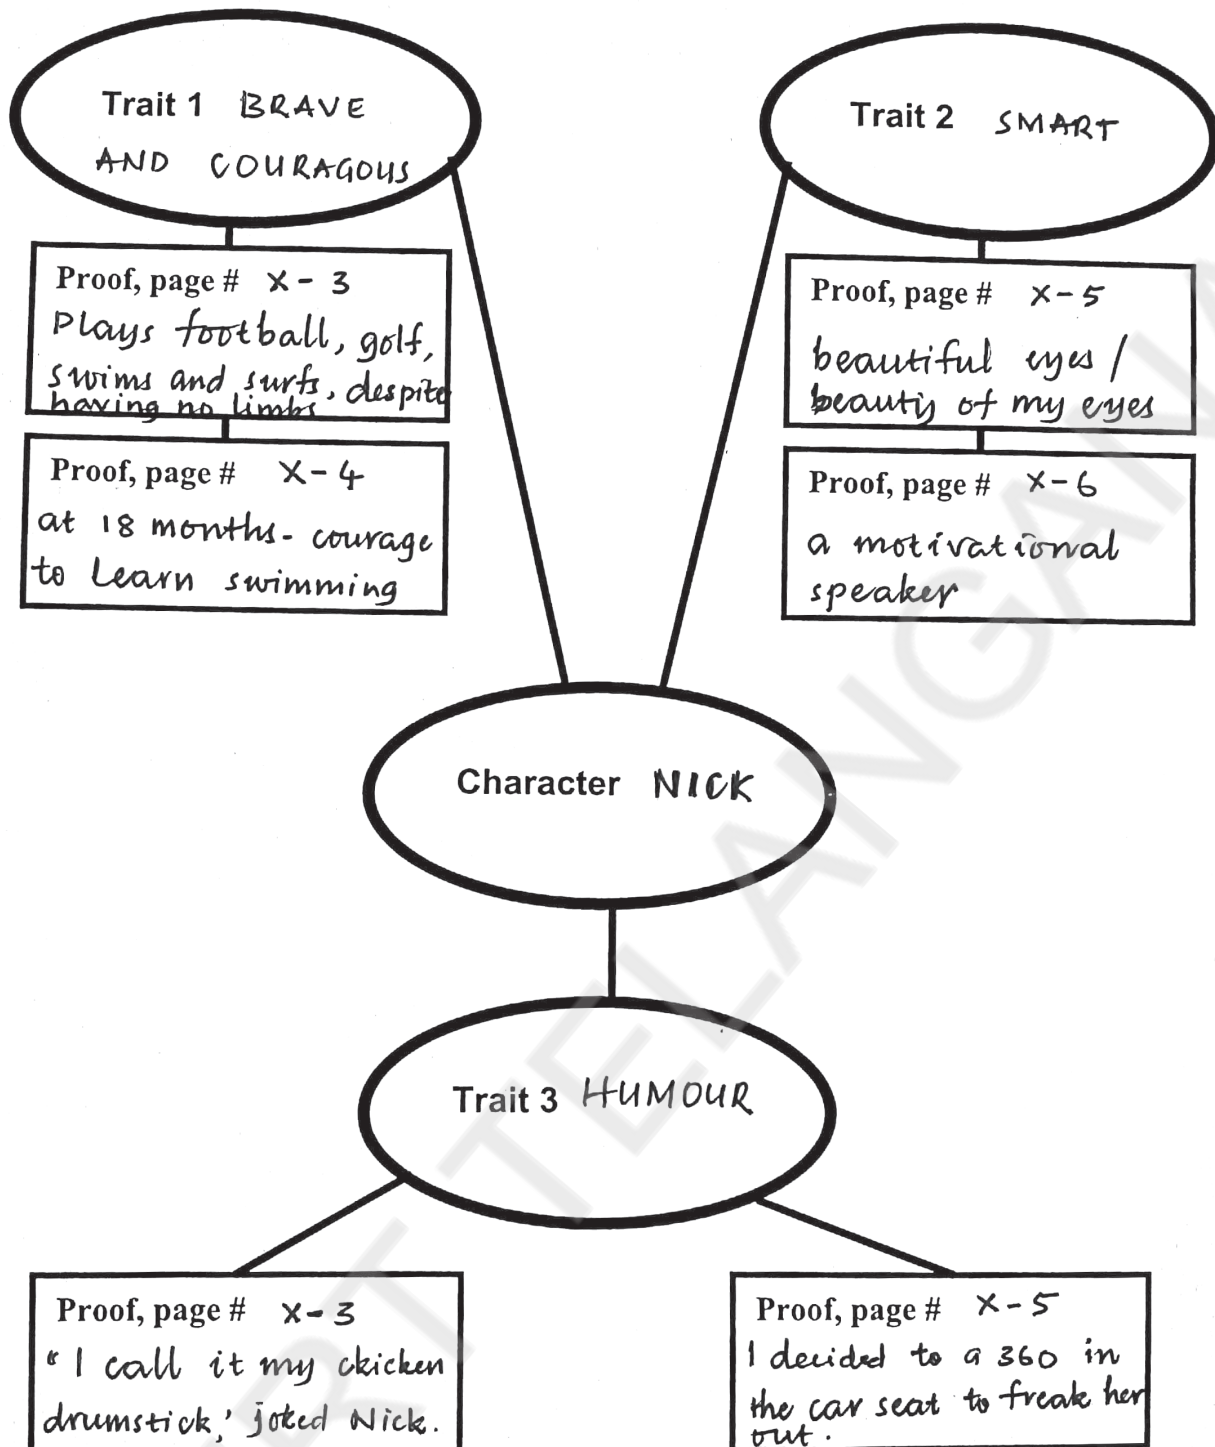 Trait 1 BRAVE
AND COURAGOUS
Proof, page # X-3
Plays football, golf,
swims and surfs, despite
having no limbs
Proof, page # X-4
at 18 months- courage
to Learn swimming
Trait 2 SMART
Proof, page # X-5
beautiful eyes /
beauty of my eyes
Proof, page # X-6
a motivational
speaker
Character NICK
Trait 3 HUMOUR
Proof, page # X-3
"I call it my chicken
drumstick,' joked Nick.
Proof, page # X-5
I decided to a 360 in
the car seat to freak her
out.
RT TELANGANA